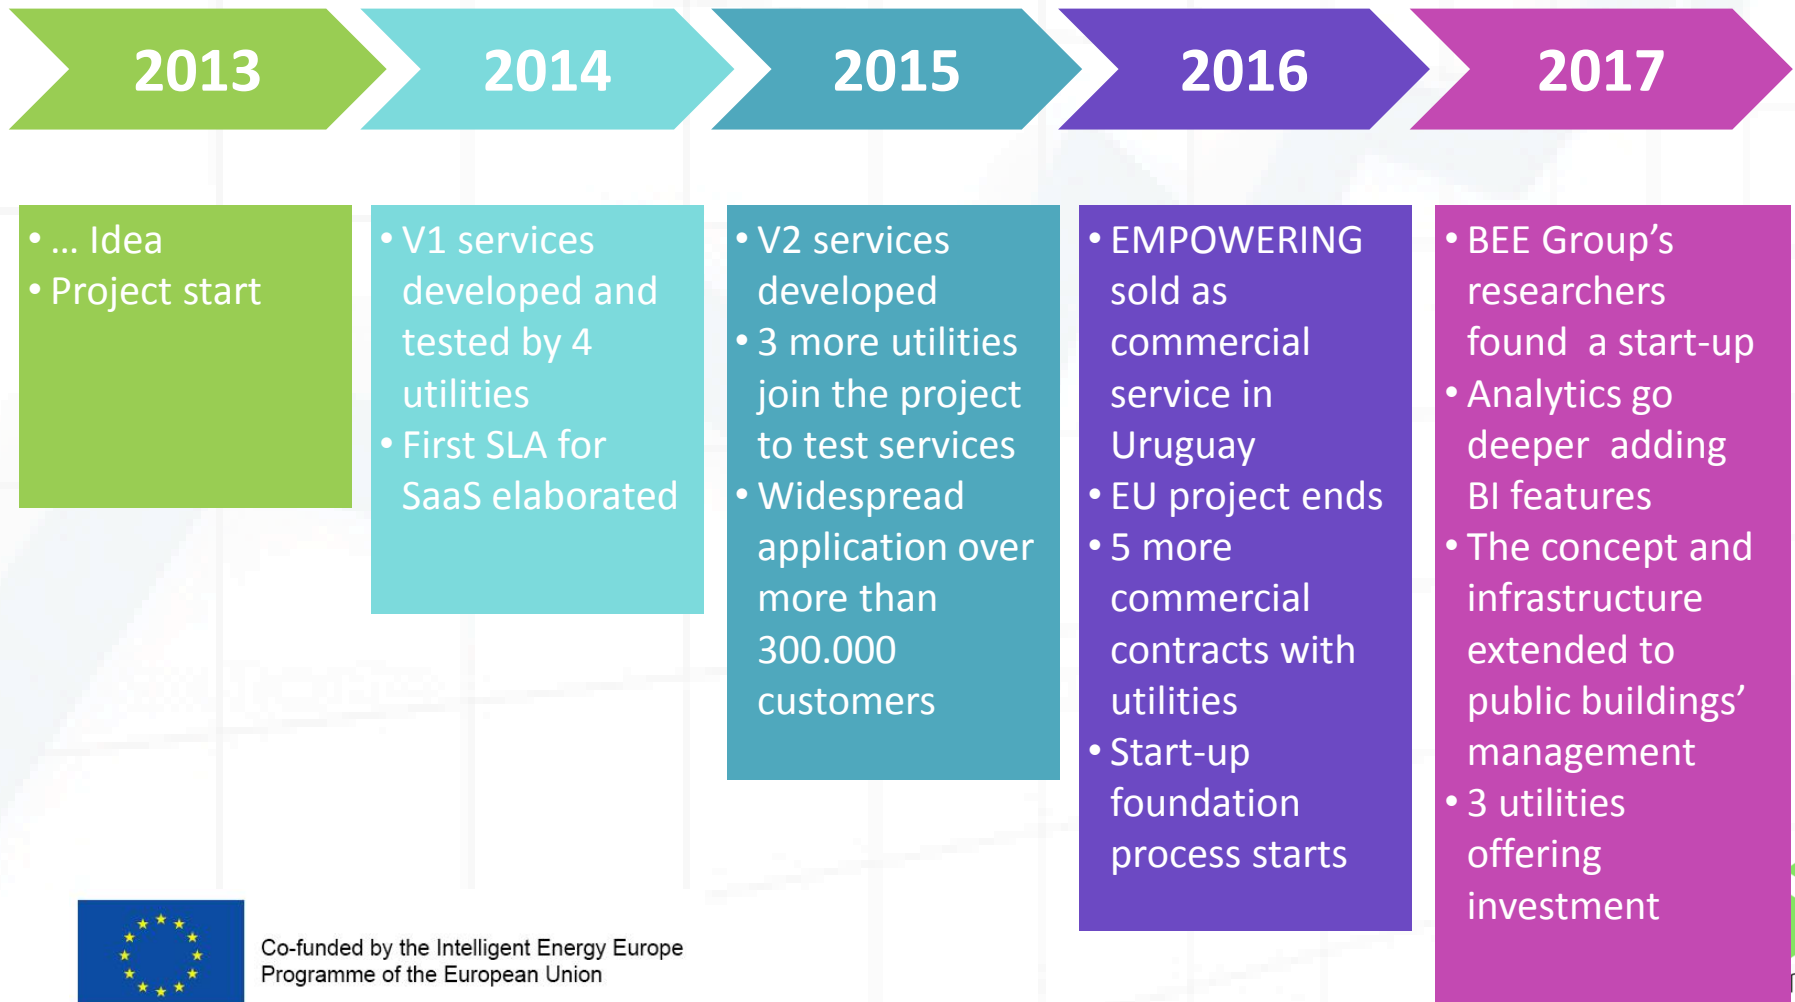 2013
2014
2015
2016
2017
• ... Idea
• Project start
• V1 services
developed and
tested by 4
utilities
• First SLA for
SaaS elaborated
• V2 services
developed
• 3 more utilities
join the project
to test services
• Widespread
application over
more than
300.000
customers
• EMPOWERING
sold as
commercial
service in
Uruguay
• EU project ends
• 5 more
commercial
contracts with
utilities
• Start-up
foundation
process starts
• BEE Group’s
researchers
found  a start-up
• Analytics go
deeper  adding
BI features
• The concept and
infrastructure
extended to
public buildings’
management
• 3 utilities
offering
investment
Co-funded by the Intelligent Energy Europe
Programme of the European Union